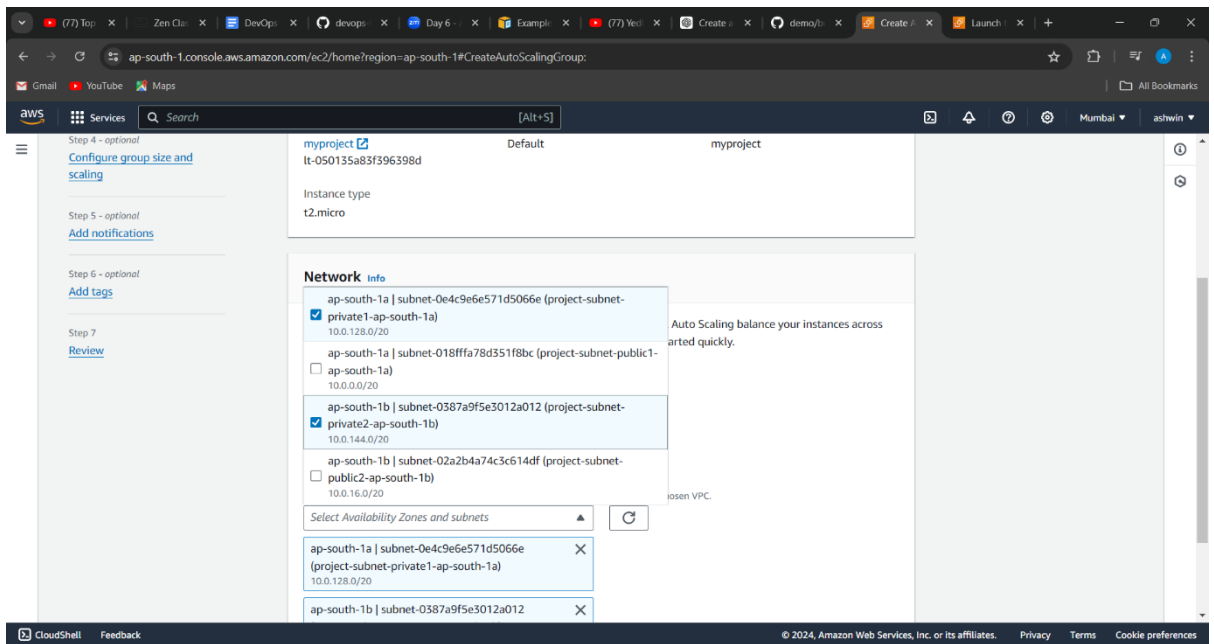 (77) Top
Zen Clas
DevOps
devops-
Day 6 -
Example
(77) Yed
Create a
demo/b
Create A
Launch t
ap-south-1.console.aws.amazon.com/ec2/home?region=ap-south-1#CreateAutoScalingGroup:
A
Gmail
YouTube
Maps
All Bookmarks
aws
Services
Search
[Alt+S]
Mumbai
ashwin
Step 4 - optional
Configure group size and
scaling
Step 5 - optional
Add notifications
Step 6 - optional
Add tags
Step 7
Review
myproject
lt-050135a83f396398d
Default
myproject
Instance type
t2.micro
Network Info
ap-south-1a | subnet-0e4c9e6e571d5066e (project-subnet-
private1-ap-south-1a)
10.0.128.0/20
Auto Scaling balance your instances across
arted quickly.
ap-south-1a | subnet-018fffa78d351f8bc (project-subnet-public1-
ap-south-1a)
10.0.0.0/20
ap-south-1b | subnet-0387a9f5e3012a012 (project-subnet-
private2-ap-south-1b)
10.0.144.0/20
ap-south-1b | subnet-02a2b4a74c3c614df (project-subnet-
public2-ap-south-1b)
10.0.16.0/20
osen VPC.
Select Availability Zones and subnets
ap-south-1a | subnet-0e4c9e6e571d5066e
(project-subnet-private1-ap-south-1a)
10.0.128.0/20
ap-south-1b | subnet-0387a9f5e3012a012
CloudShell
Feedback
© 2024, Amazon Web Services, Inc. or its affiliates.
Privacy
Terms
Cookie preferences